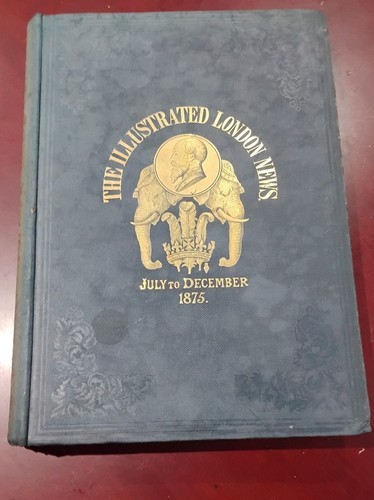 THE ILLUSTRATED LONDON NEWS.
JULY TO DECEMBER
1875.